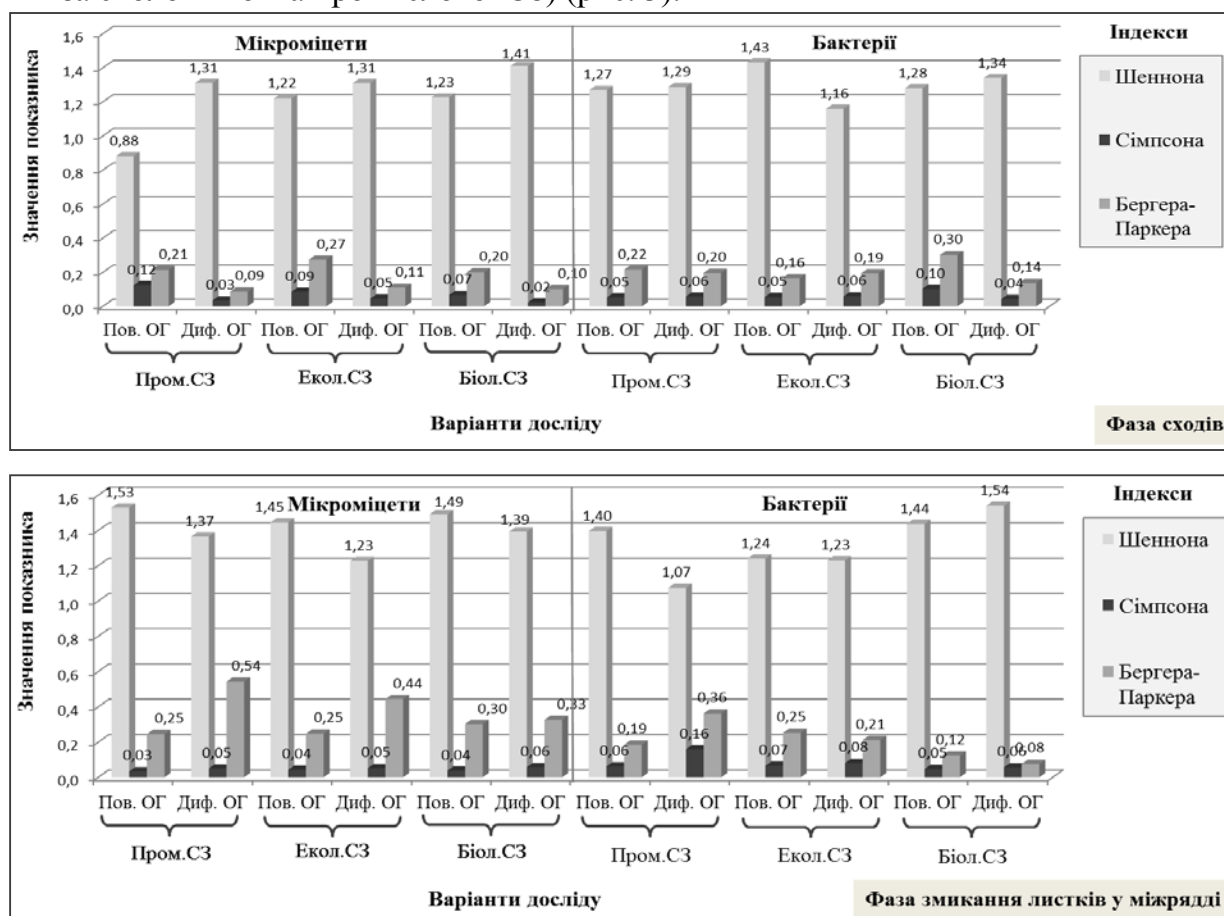 (рис. 3).
Мікроміцети Бактерії
Значення показника
1,6
1,4
1,2
1,0
0,8
0,6
0,4
0,2
0,0
0,88 0,12 0,21
1,31 0,03 0,09
1,22 0,09 0,27
1,31 0,05 0,11
1,23 0,07 0,20
1,41 0,02 0,10
1,27 0,05 0,22
1,29 0,06 0,20
1,43 0,05 0,16
1,16 0,06 0,19
1,28 0,10 0,30
1,34 0,04 0,14
Пов. ОГ Диф. ОГ Пов. ОГ Диф. ОГ Пов. ОГ Диф. ОГ Пов. ОГ Диф. ОГ Пов. ОГ Диф. ОГ Пов. ОГ Диф. ОГ
Пром.СЗ Екол.СЗ Біол.СЗ Пром.СЗ Екол.СЗ Біол.СЗ
Варіанти досліду
Індекси
Шеннона
Сімпсона
Бергера-
Паркера
Фаза сходів
Мікроміцети Бактерії
Значення показника
1,6
1,4
1,2
1,0
0,8
0,6
0,4
0,2
0,0
1,53 0,03 0,25
1,37 0,05 0,54
1,45 0,04 0,25
1,23 0,05 0,44
1,49 0,04 0,30
1,39 0,06 0,33
1,40 0,06 0,19
1,07 0,16 0,36
1,24 0,07 0,25
1,23 0,08 0,21
1,44 0,05 0,12
1,54 0,06 0,08
Пов. ОГ Диф. ОГ Пов. ОГ Диф. ОГ Пов. ОГ Диф. ОГ Пов. ОГ Диф. ОГ Пов. ОГ Диф. ОГ Пов. ОГ Диф. ОГ
Пром.СЗ Екол.СЗ Біол.СЗ Пром.СЗ Екол.СЗ Біол.СЗ
Варіанти досліду
Індекси
Шеннона
Сімпсона
Бергера-
Паркера
Фаза змикання листків у міжрядді